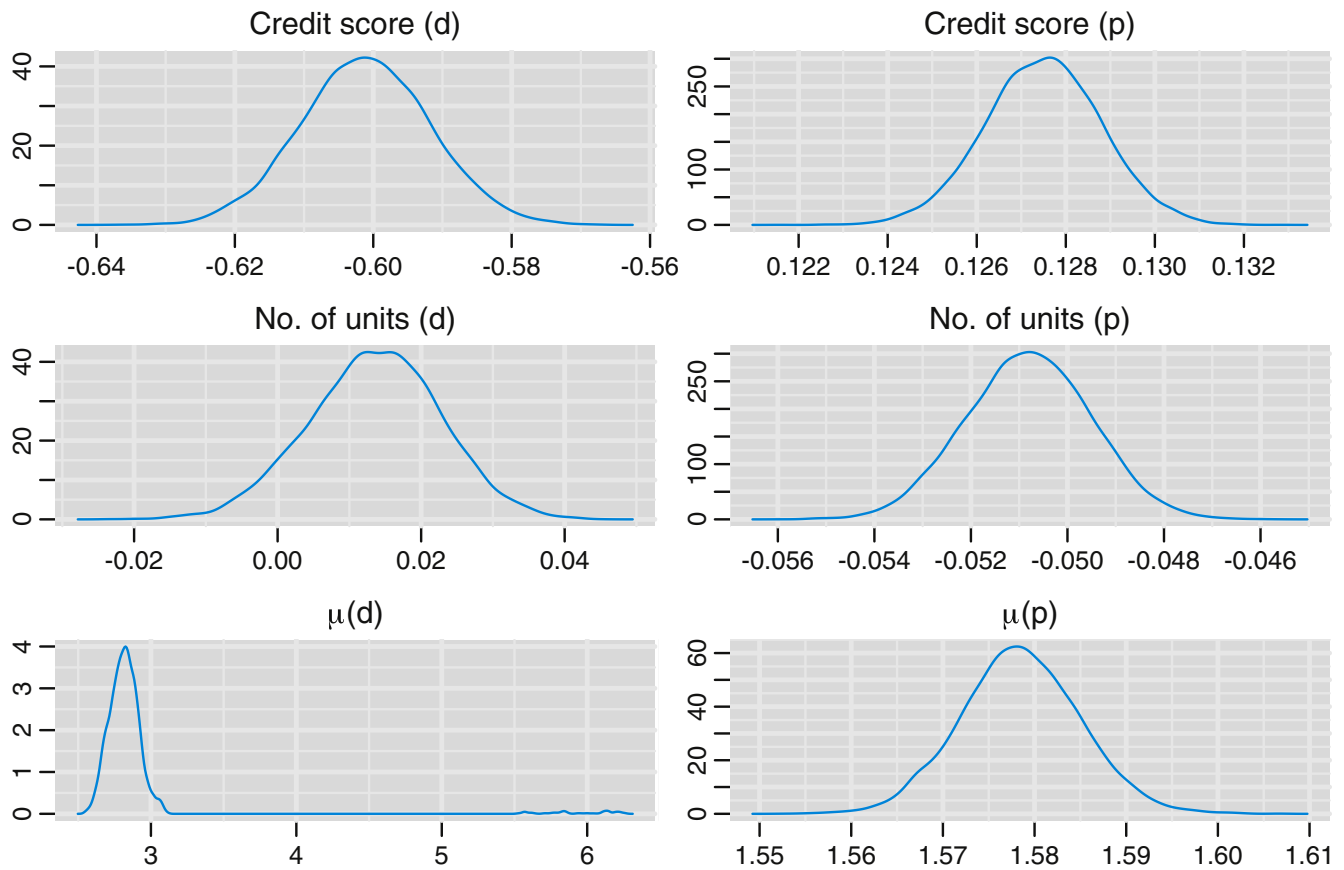 Credit score (d)
0 20 40
-0.64 -0.62 -0.60 -0.58 -0.56
Credit score (p)
0 100 250
0.122 0.124 0.126 0.128 0.130 0.132
No. of units (d)
0 20 40
-0.02 0.00 0.02 0.04
No. of units (p)
0 100 250
-0.056 -0.054 -0.052 -0.050 -0.048 -0.046
μ(d)
0 1 2 3 4
3 4 5 6
μ(p)
0 20 40 60
1.55 1.56 1.57 1.58 1.59 1.60 1.61